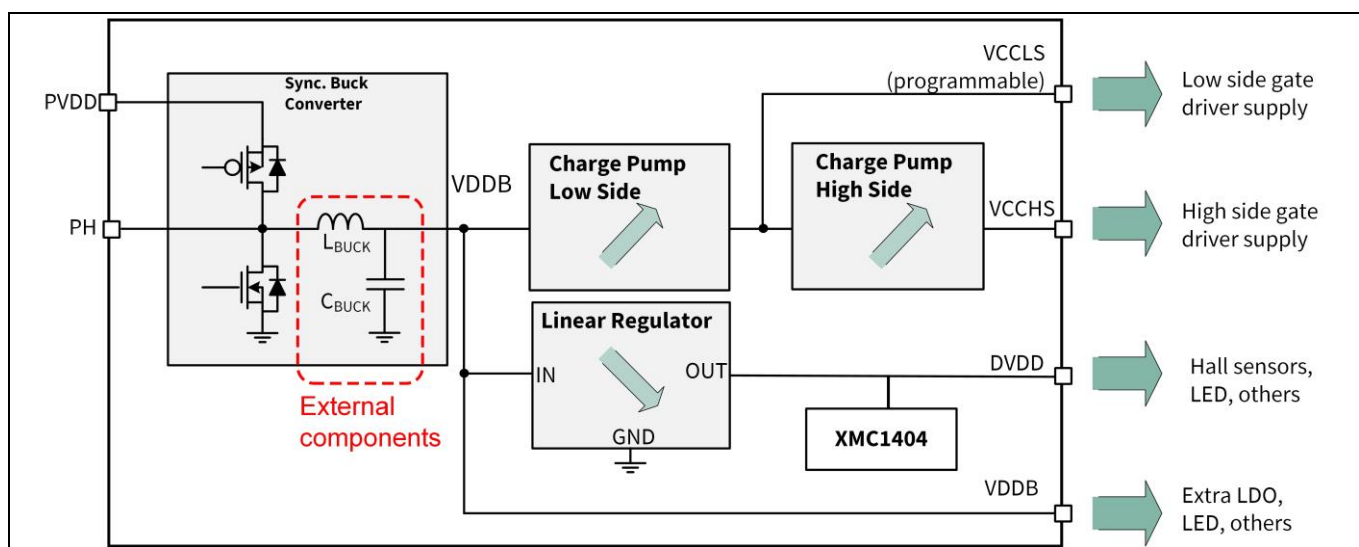 Sync. Buck
Converter
PVDD
PH
L_BUCK
C_BUCK
External
components
VDDB
Charge Pump
Low Side
Charge Pump
High Side
VCCLS
(programmable)
VCCHS
Linear Regulator
IN
OUT
GND
DVDD
XMC1404
VDDB
Low side gate
driver supply
High side gate
driver supply
Hall sensors,
LED, others
Extra LDO,
LED, others